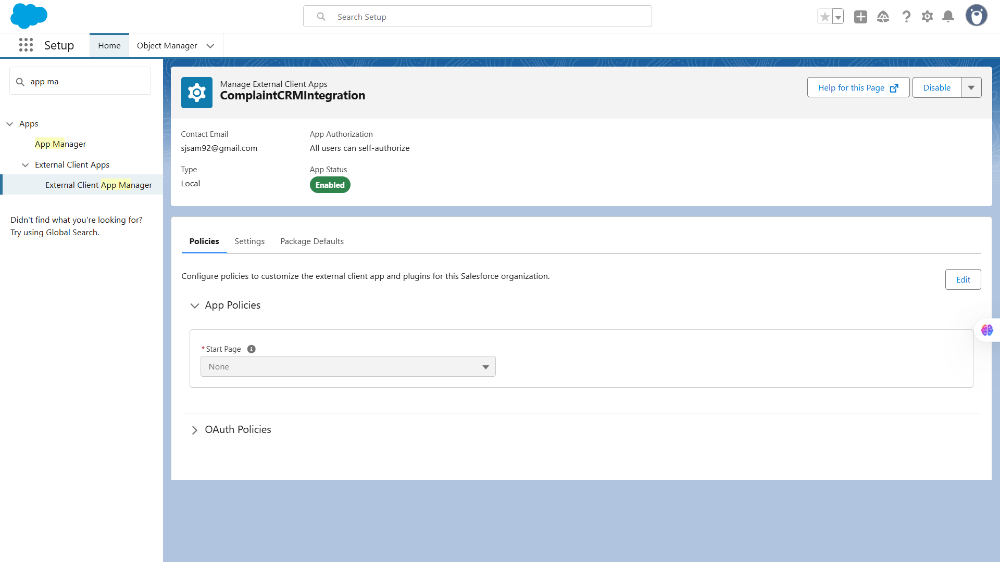 Search Setup
Setup
Home
Object Manager
app ma
Apps
App Manager
External Client Apps
External Client App Manager
Didn't find what you're looking for?
Try using Global Search.
Manage External Client Apps
ComplaintCRMIntegration
Help for this Page
Disable
Contact Email
App Authorization
sjsam92@gmail.com
All users can self-authorize
Type
App Status
Local
Enabled
Policies
Settings
Package Defaults
Configure policies to customize the external client app and plugins for this Salesforce organization.
Edit
App Policies
*Start Page
None
OAuth Policies